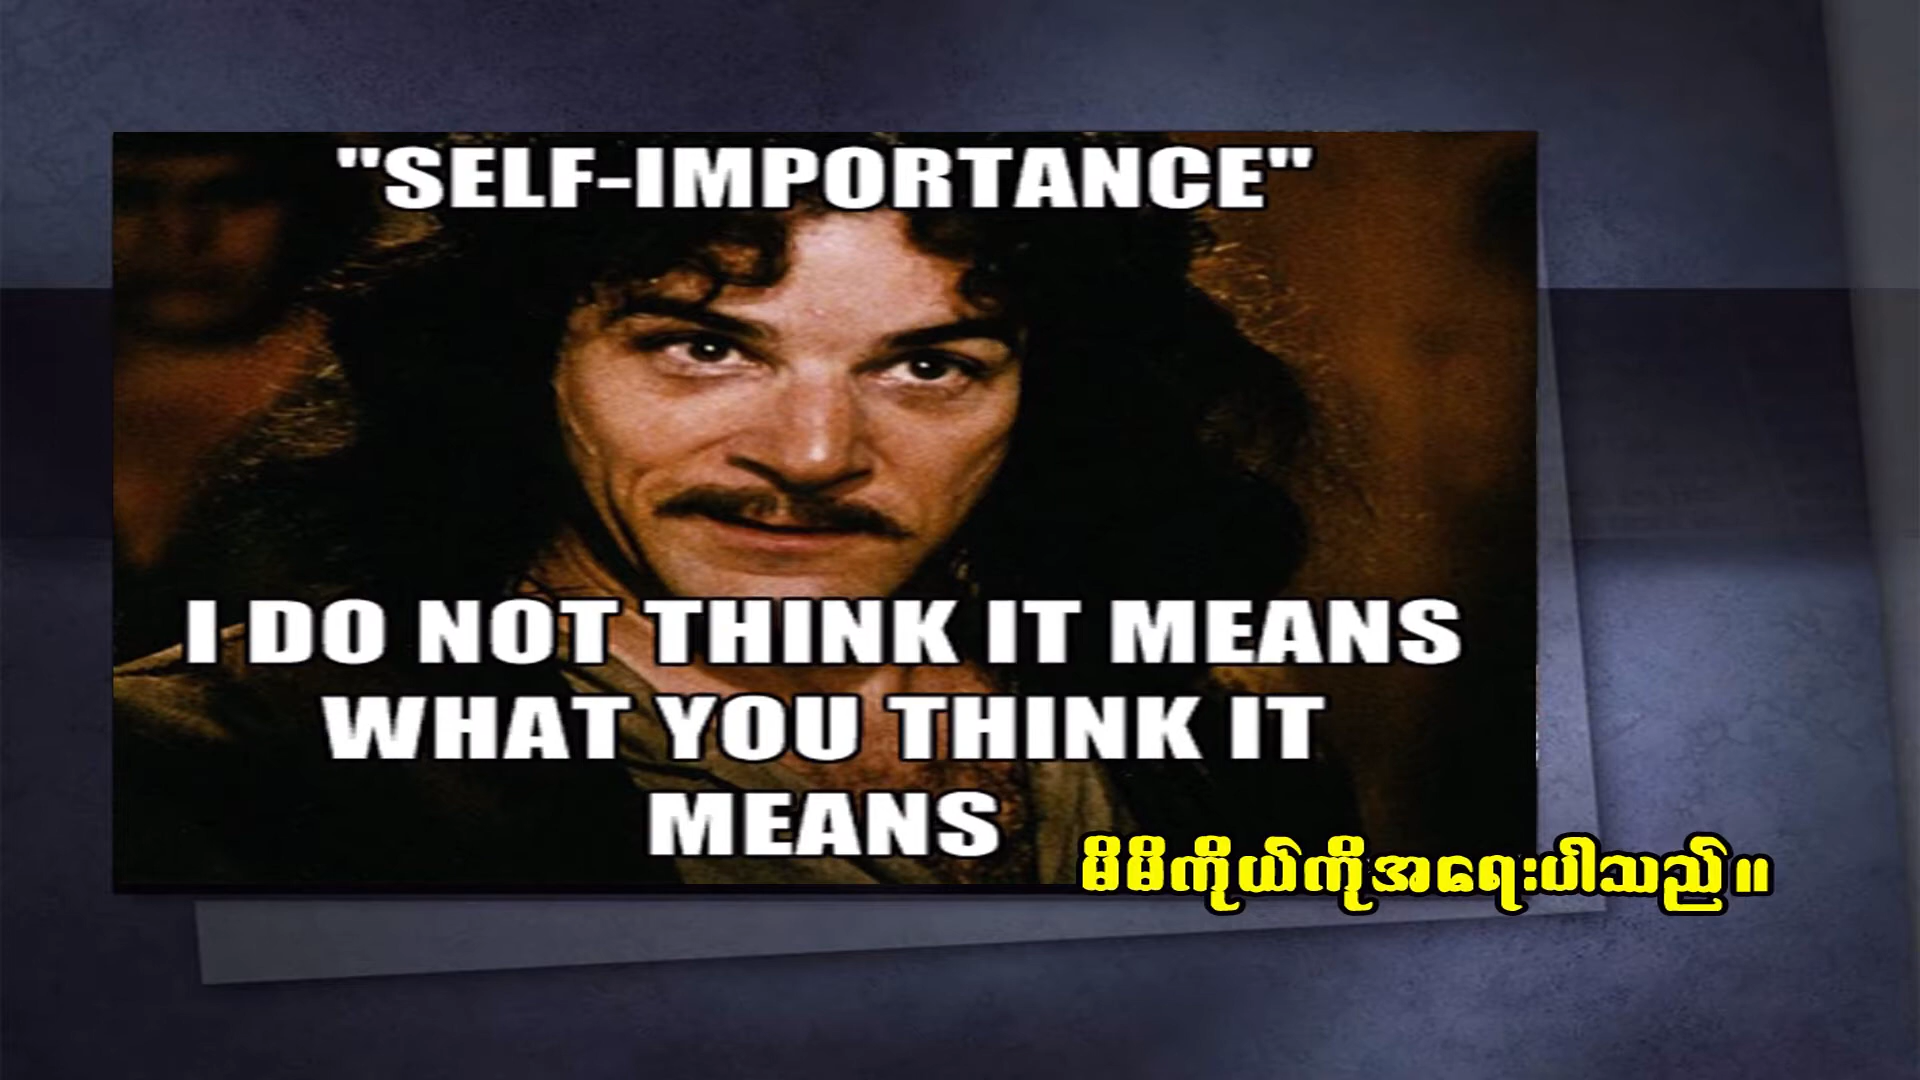 "SELF-IMPORTANCE"
I DO NOT THINK IT MEANS
WHAT YOU THINK IT
MEANS
မိမိကိုယ်ကိုအရေးပါသည်။